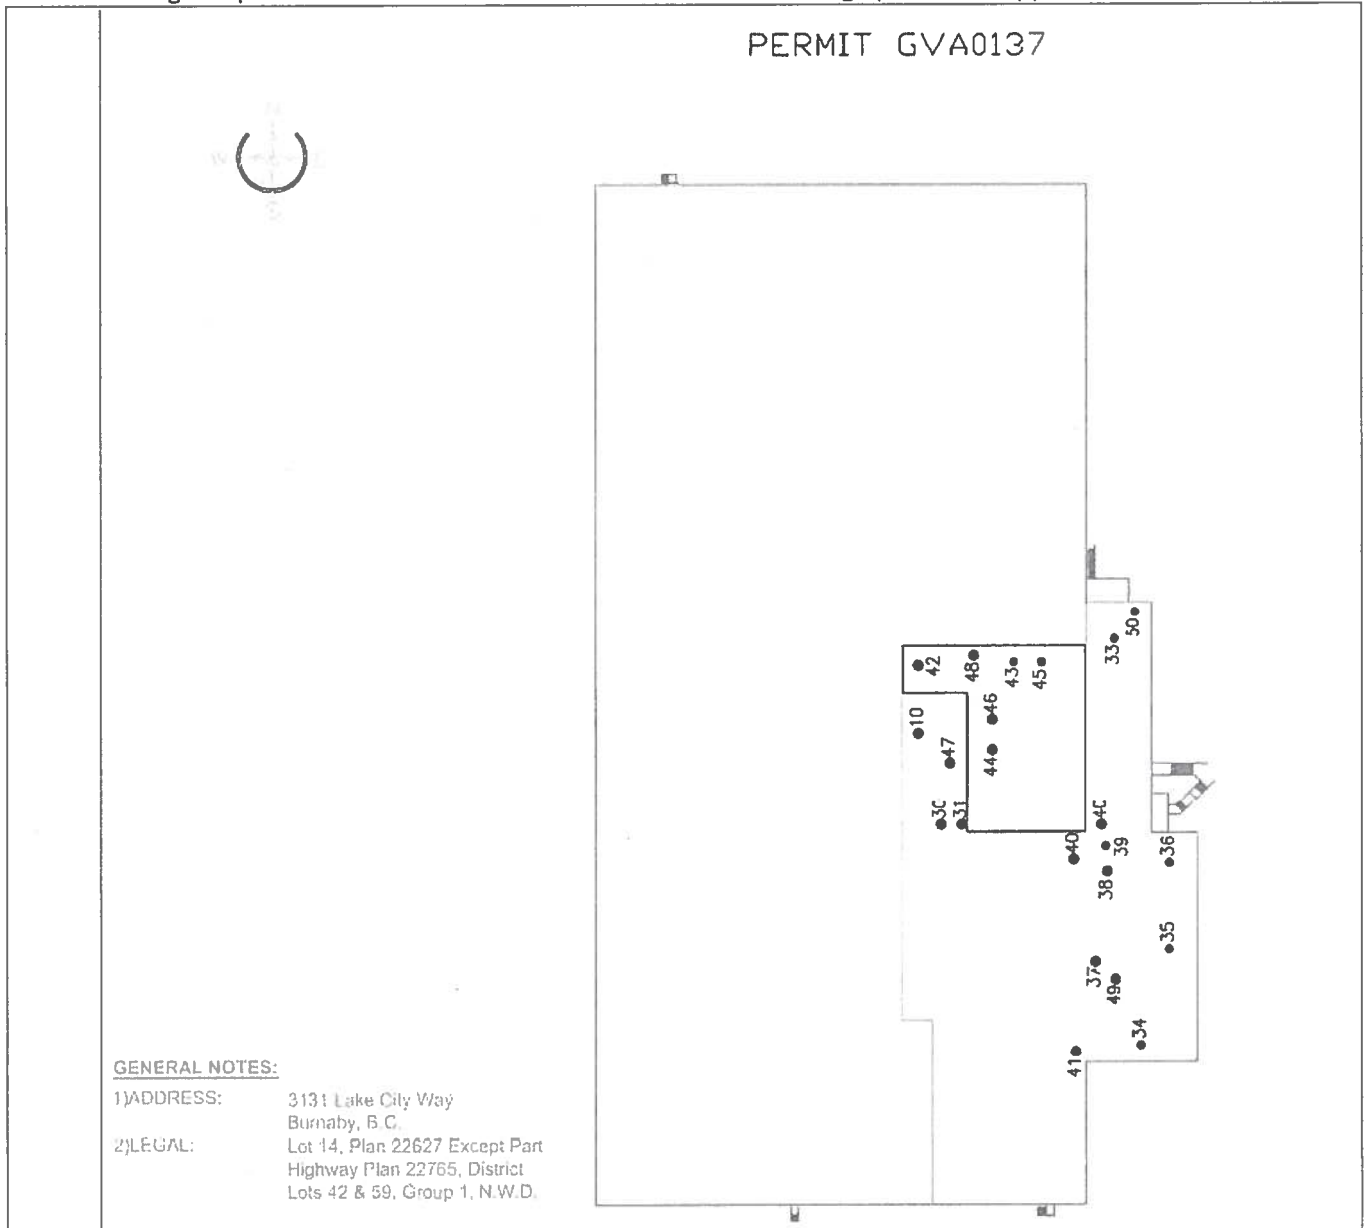 PERMIT GVA0137
50
33
42
48
43
45
46
10
47
44
3C
31
4C
40
39
36
38
35
37
49
34
41
GENERAL NOTES:
1)ADDRESS: 3131 Lake City Way
Burnaby, B.C.
2)LEGAL: Lot 14, Plan 22627 Except Part
Highway Plan 22765, District
Lots 42 & 59, Group 1, N.W.D.